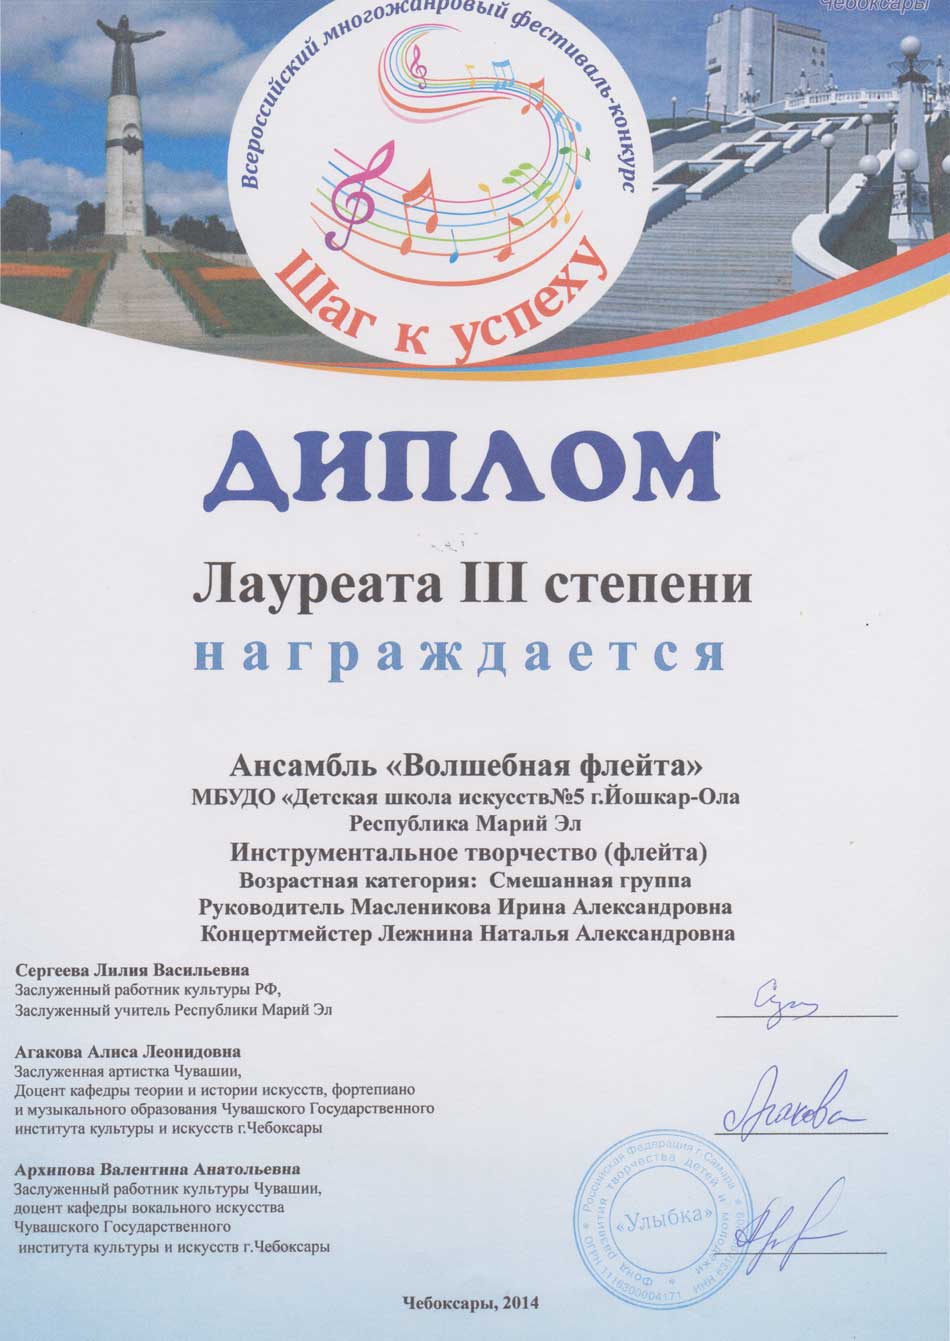 Чебоксары
Всероссийский многожанровый фестиваль-конкурс
Шаг к успеху
ДИПЛОМ
Лауреата III степени
награждается
Ансамбль «Волшебная флейта»
МБУДО «Детская школа искусств№5 г.Йошкар-Ола
Республика Марий Эл
Инструментальное творчество (флейта)
Возрастная категория: Смешанная группа
Руководитель Масленикова Ирина Александровна
Концертмейстер Лежнина Наталья Александровна
Сергеева Лилия Васильевна
Заслуженный работник культуры РФ,
Заслуженный учитель Республики Марий Эл
Агакова Алиса Леонидовна
Заслуженная артистка Чувашии,
Доцент кафедры теории и истории искусств, фортепиано
и музыкального образования Чувашского Государственного
института культуры и искусств г.Чебоксары
Агакова
Архипова Валентина Анатольевна
Заслуженный работник культуры Чувашии,
доцент кафедры вокального искусства
Чувашского Государственного
института культуры и искусств г.Чебоксары
Российская Федерация г.Самара
Фонд развития творчества детей и молодежи
«Улыбка»
Чебоксары, 2014